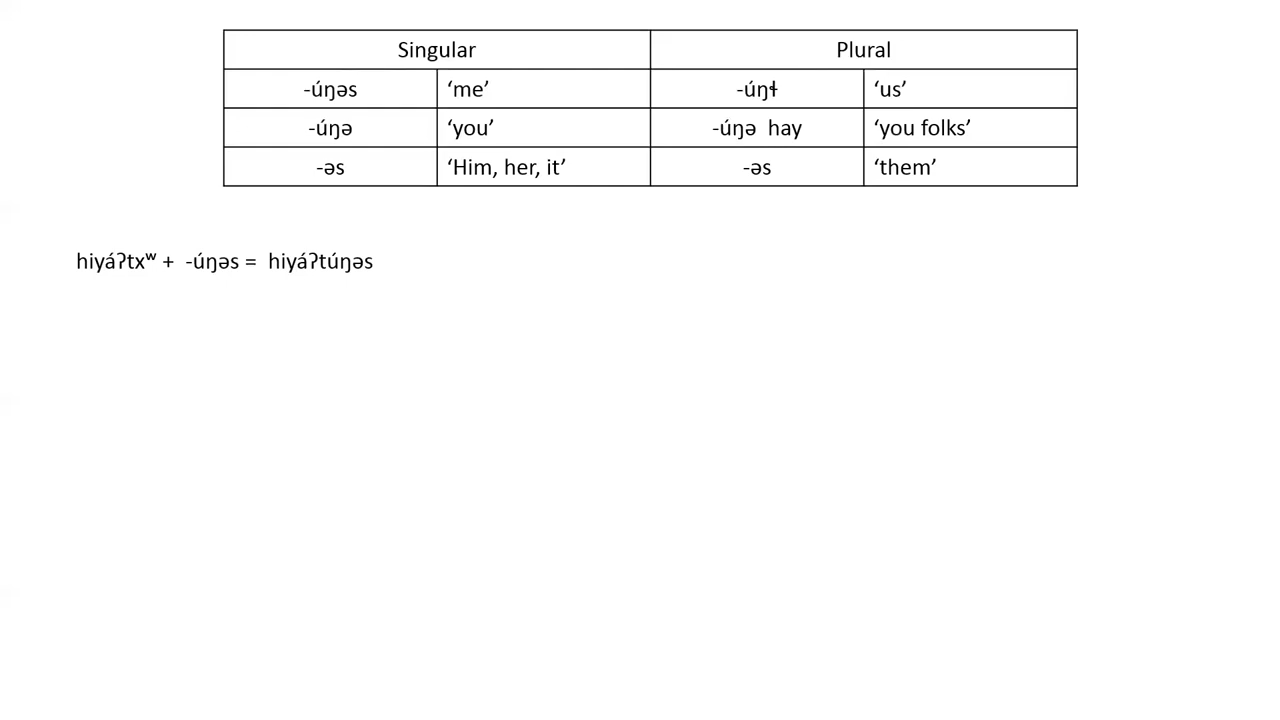 Singular Plural
-úŋəs ‘me’ -úŋɬ ‘us’
-úŋə ‘you’ -úŋə hay ‘you folks’
-əs ‘Him, her, it’ -əs ‘them’
hiyáʔtxʷ + -úŋəs = hiyáʔtúŋəs